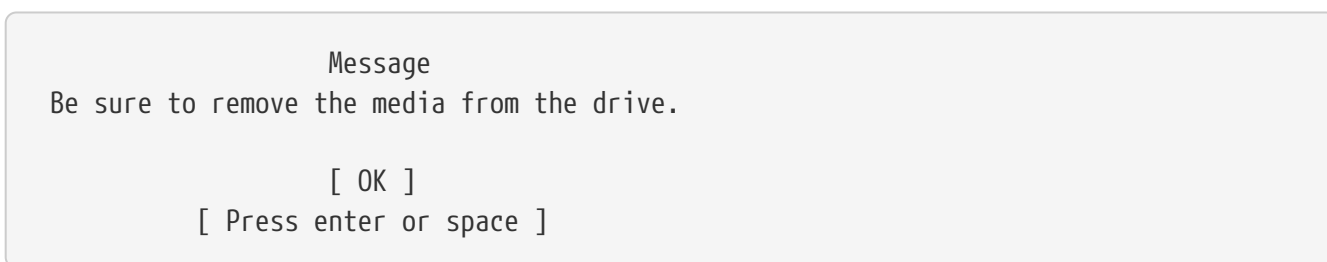 Message
Be sure to remove the media from the drive.
[ OK ]
[ Press enter or space ]